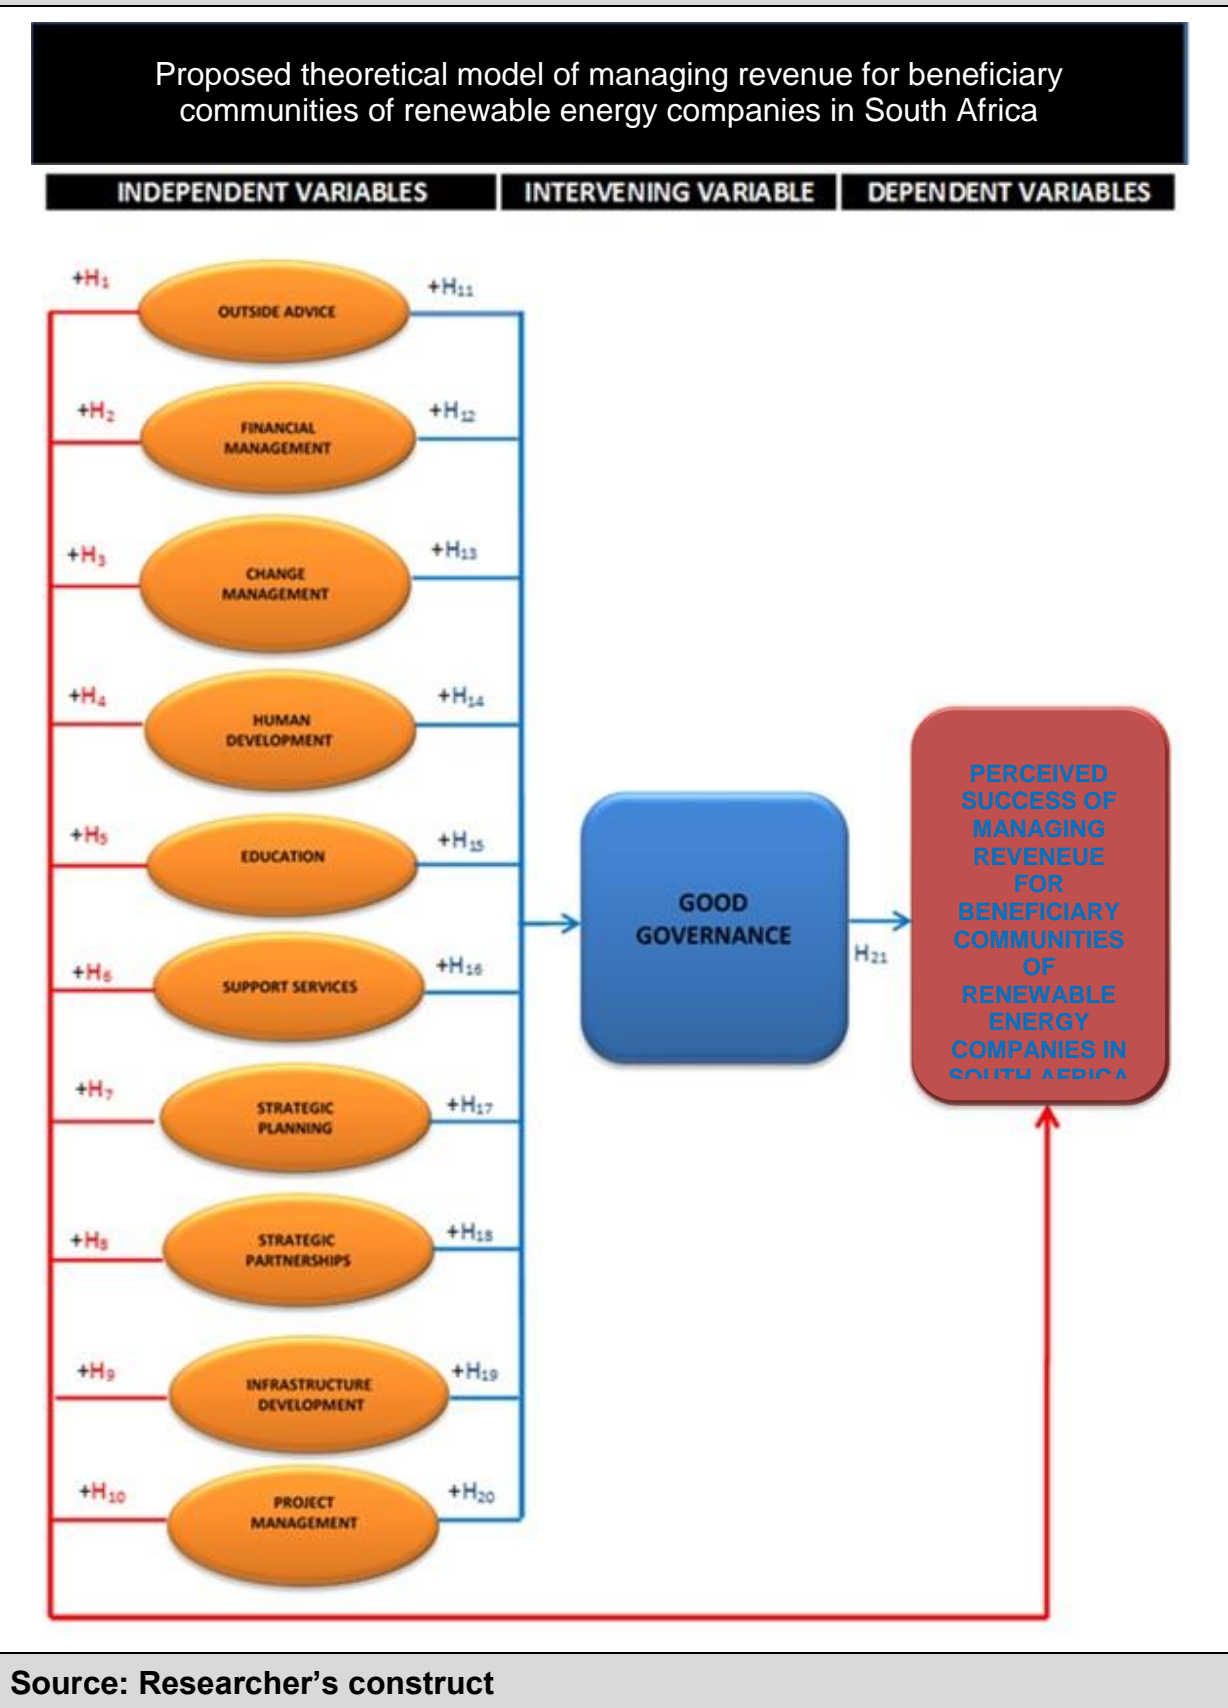 Proposed theoretical model of managing revenue for beneficiary
communities of renewable energy companies in South Africa
INDEPENDENT VARIABLES
INTERVENING VARIABLE
DEPENDENT VARIABLES
+H₁
OUTSIDE ADVICE
+H₁₁
+H₂
FINANCIAL
MANAGEMENT
+H₁₂
+H₃
CHANGE
MANAGEMENT
+H₁₃
+H₄
HUMAN
DEVELOPMENT
+H₁₄
+H₅
EDUCATION
+H₁₅
+H₆
SUPPORT SERVICES
+H₁₆
+H₇
STRATEGIC
PLANNING
+H₁₇
+H₈
STRATEGIC
PARTNERSHIPS
+H₁₈
+H₉
INFRASTRUCTURE
DEVELOPMENT
+H₁₉
+H₁₀
PROJECT
MANAGEMENT
+H₂₀
GOOD
GOVERNANCE
H₂₁
PERCEIVED
SUCCESS OF
MANAGING
REVENEUE
FOR
BENEFICIARY
COMMUNITIES
OF
RENEWABLE
ENERGY
COMPANIES IN
SOUTH AFRICA
Source: Researcher’s construct